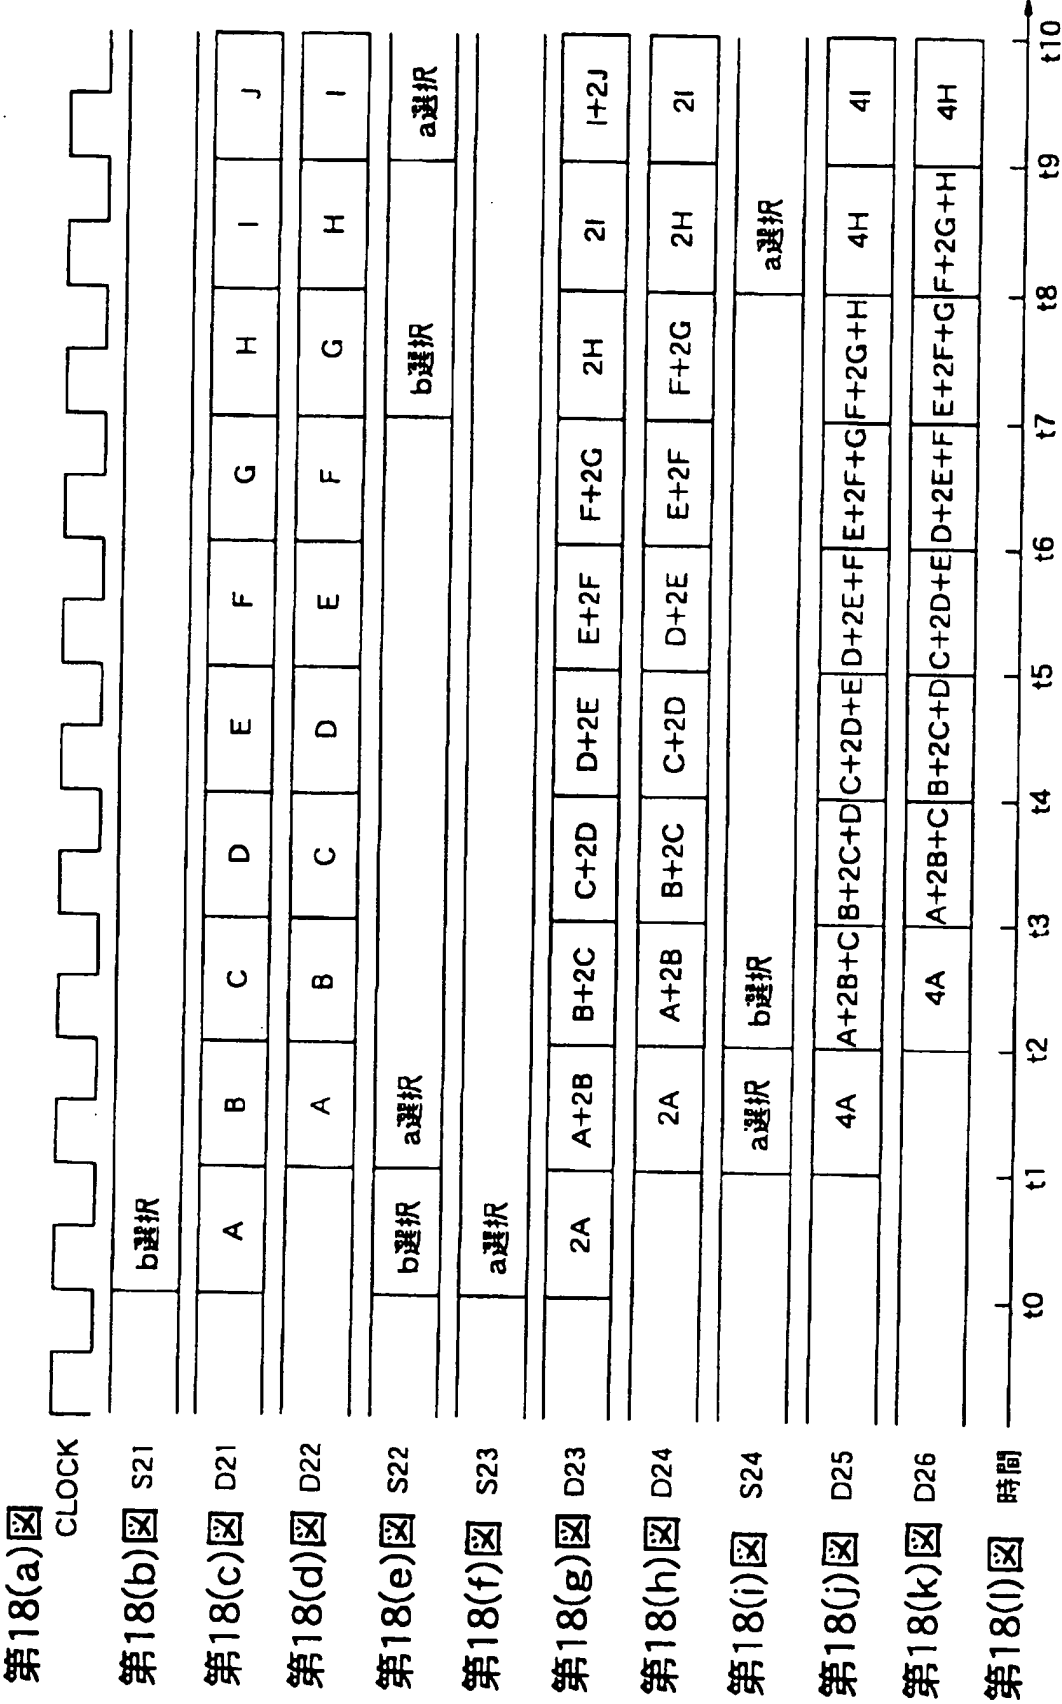 第18(a)図
CLOCK
第18(b)図 S21 b選択
第18(c)図 D21 A B C D E F G H I J
第18(d)図 D22 A B C D E F G H I
第18(e)図 S22 b選択 a選択 b選択 a選択
第18(f)図 S23 a選択
第18(g)図 D23 2A A+2B B+2C C+2D D+2E E+2F F+2G 2H 2I I+2J
第18(h)図 D24 2A A+2B B+2C C+2D D+2E E+2F F+2G 2H 2I
第18(i)図 S24 a選択 b選択 a選択
第18(j)図 D25 4A A+2B+C B+2C+D C+2D+E D+2E+F E+2F+G F+2G+H 4H 4I
第18(k)図 D26 4A A+2B+C B+2C+D C+2D+E D+2E+F E+2F+G F+2G+H 4H
第18(l)図 時間 t0 t1 t2 t3 t4 t5 t6 t7 t8 t9 t10